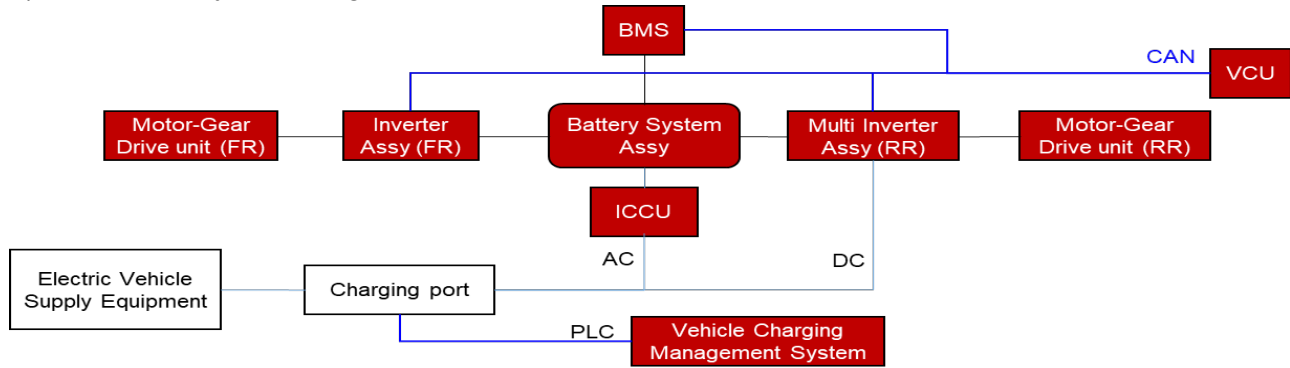 BMS
CAN
VCU
Motor-Gear
Drive unit (FR)
Inverter
Assy (FR)
Battery System
Assy
Multi Inverter
Assy (RR)
Motor-Gear
Drive unit (RR)
ICCU
AC
DC
Electric Vehicle
Supply Equipment
Charging port
PLC
Vehicle Charging
Management System